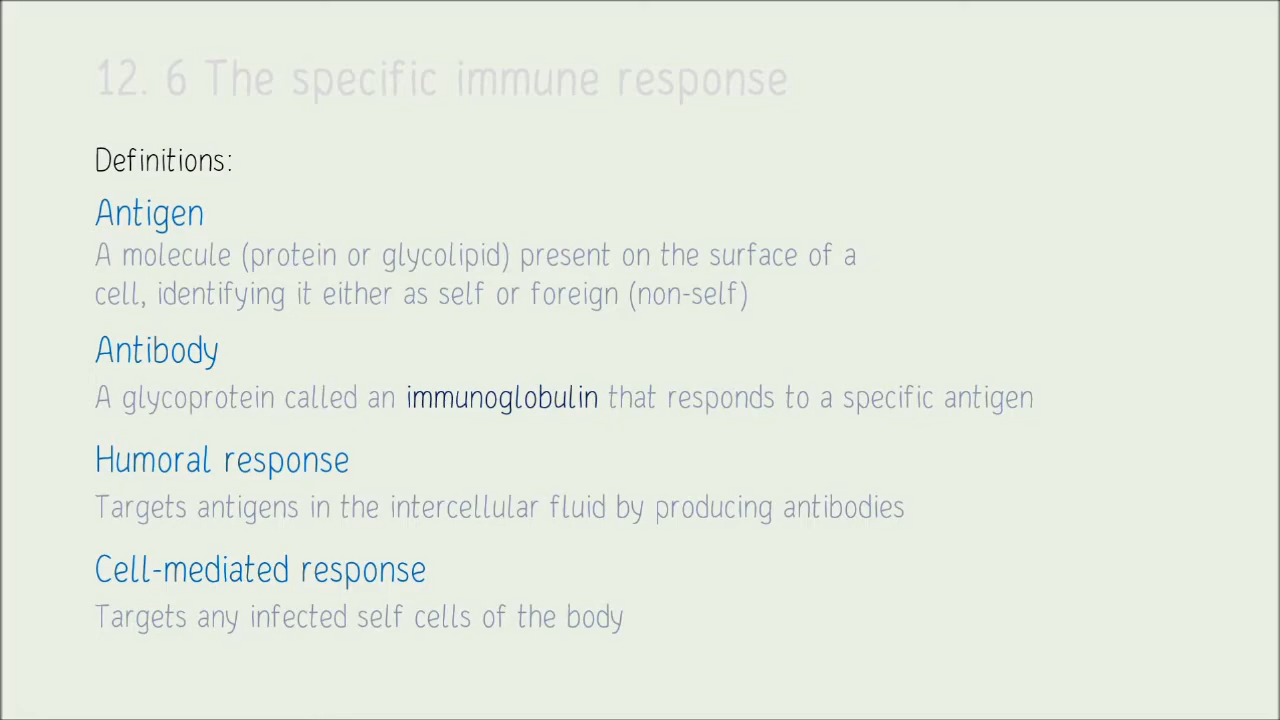 12. 6 The specific immune response
Definitions:
Antigen
A molecule (protein or glycolipid) present on the surface of a
cell, identifying it either as self or foreign (non-self)
Antibody
A glycoprotein called an immunoglobulin that responds to a specific antigen
Humoral response
Targets antigens in the intercellular fluid by producing antibodies
Cell-mediated response
Targets any infected self cells of the body